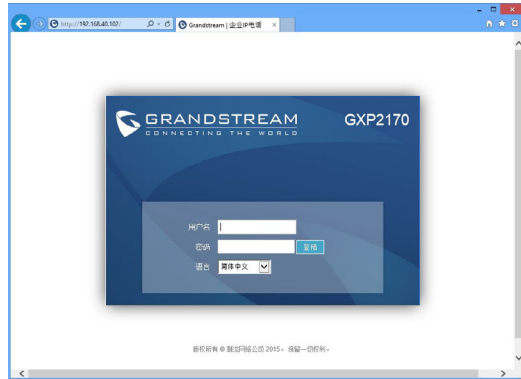 http://192.168.40.102/
Grandstream | 企业IP电话
GRANDSTREAM
CONNECTING THE WORLD
GXP2170
用户名
密码
登陆
语言 简体中文
版权所有 © 潮流网络公司 2015。 保留一切权利。